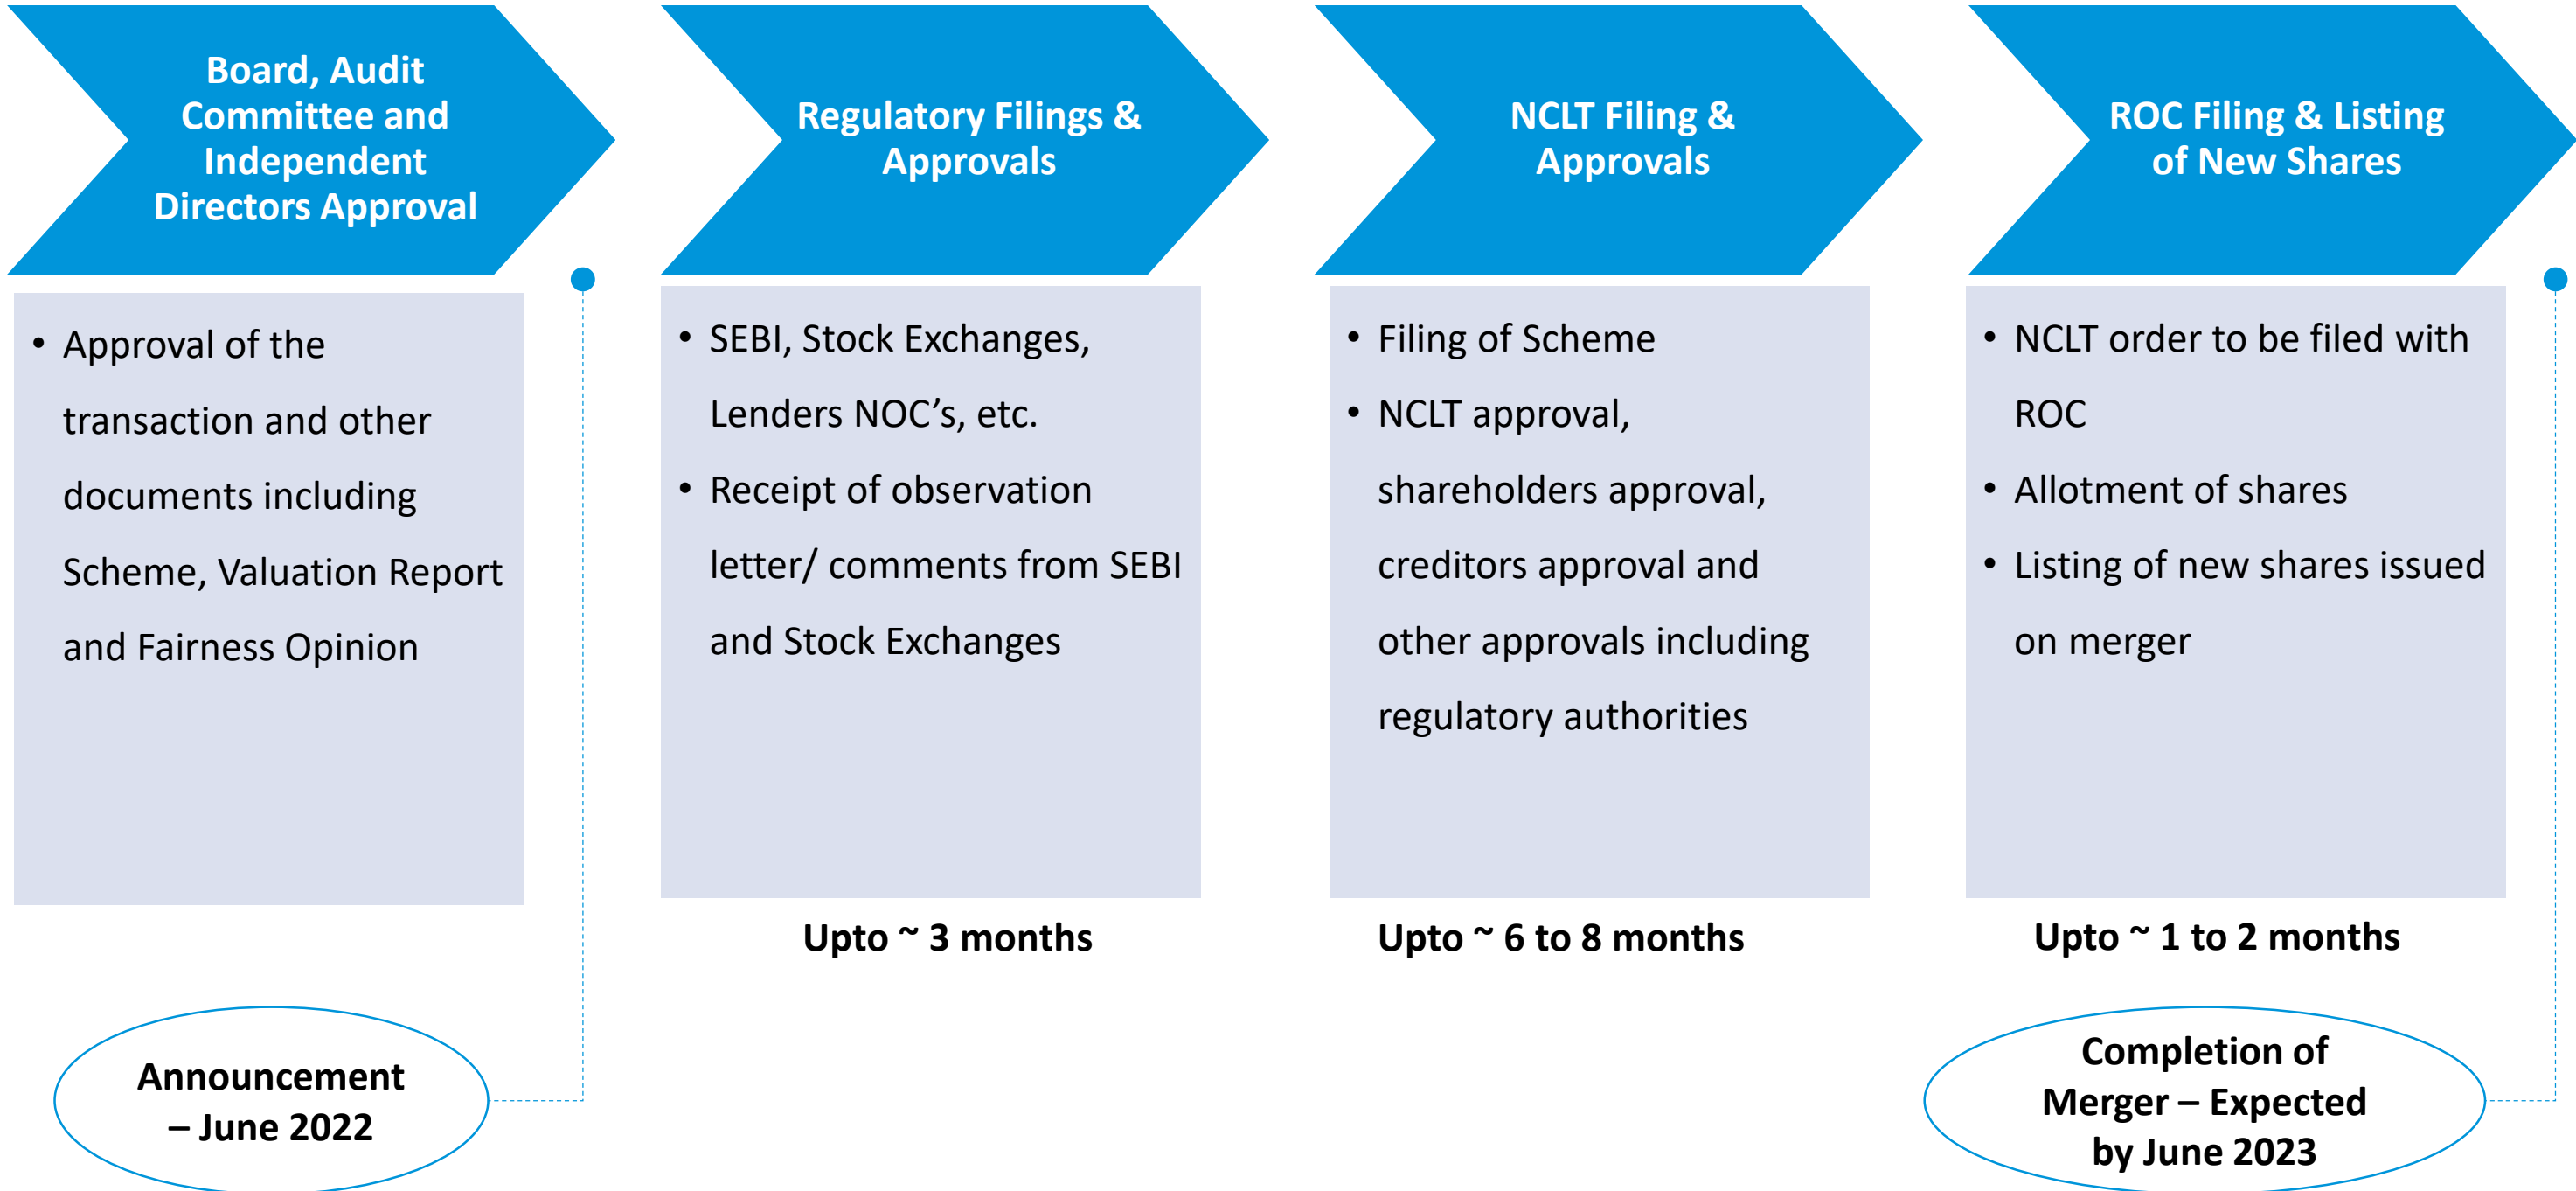 Board, Audit
Committee and
Independent
Directors Approval
• Approval of the
transaction and other
documents including
Scheme, Valuation Report
and Fairness Opinion
Announcement
– June 2022
Regulatory Filings &
Approvals
• SEBI, Stock Exchanges,
Lenders NOC’s, etc.
• Receipt of observation
letter/ comments from SEBI
and Stock Exchanges
Upto ~ 3 months
NCLT Filing &
Approvals
• Filing of Scheme
• NCLT approval,
shareholders approval,
creditors approval and
other approvals including
regulatory authorities
Upto ~ 6 to 8 months
ROC Filing & Listing
of New Shares
• NCLT order to be filed with
ROC
• Allotment of shares
• Listing of new shares issued
on merger
Upto ~ 1 to 2 months
Completion of
Merger – Expected
by June 2023